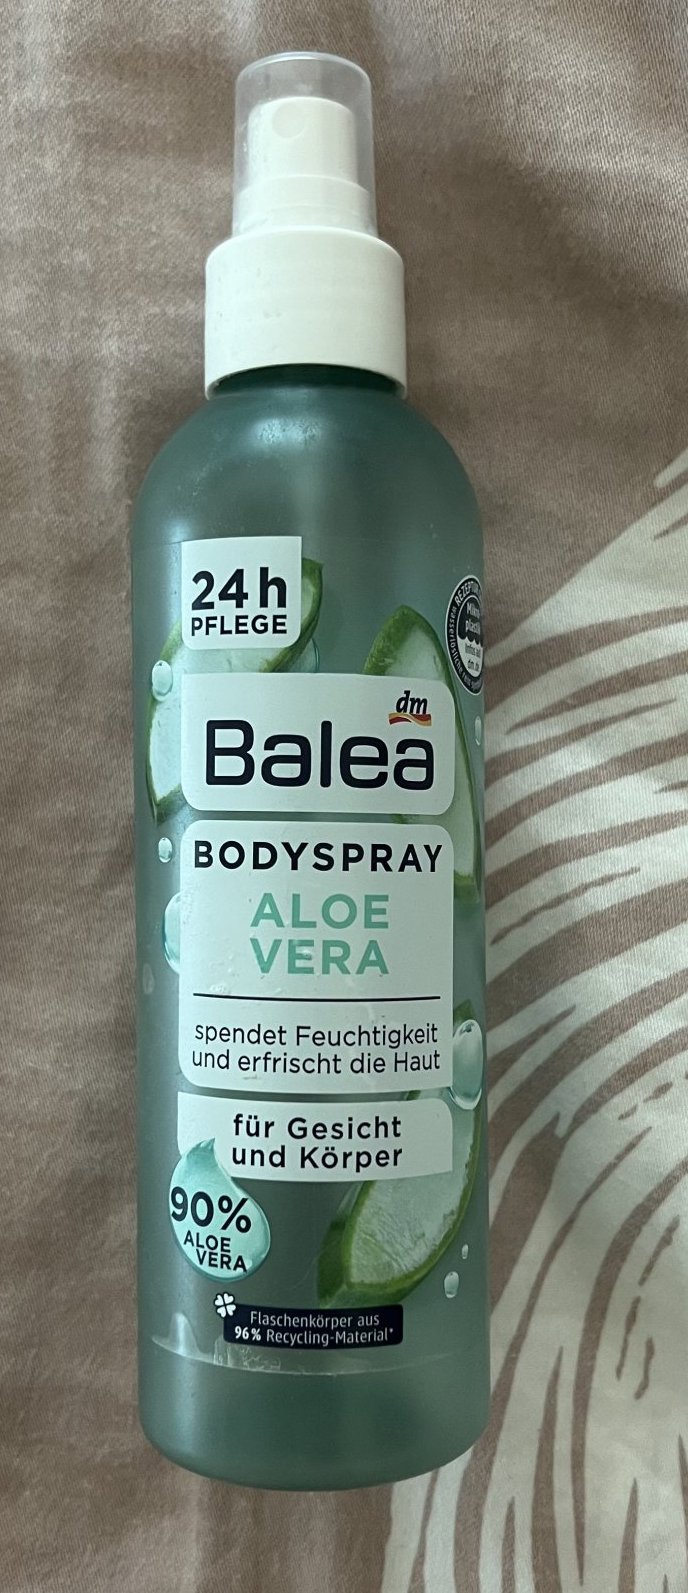 24h
PFLEGE
dm
Balea
BODYSPRAY
ALOE
VERA
spendet Feuchtigkeit
und erfrischt die Haut
für Gesicht
und Körper
90%
ALOE
VERA
Flaschenkörper aus
96% Recycling-Material*